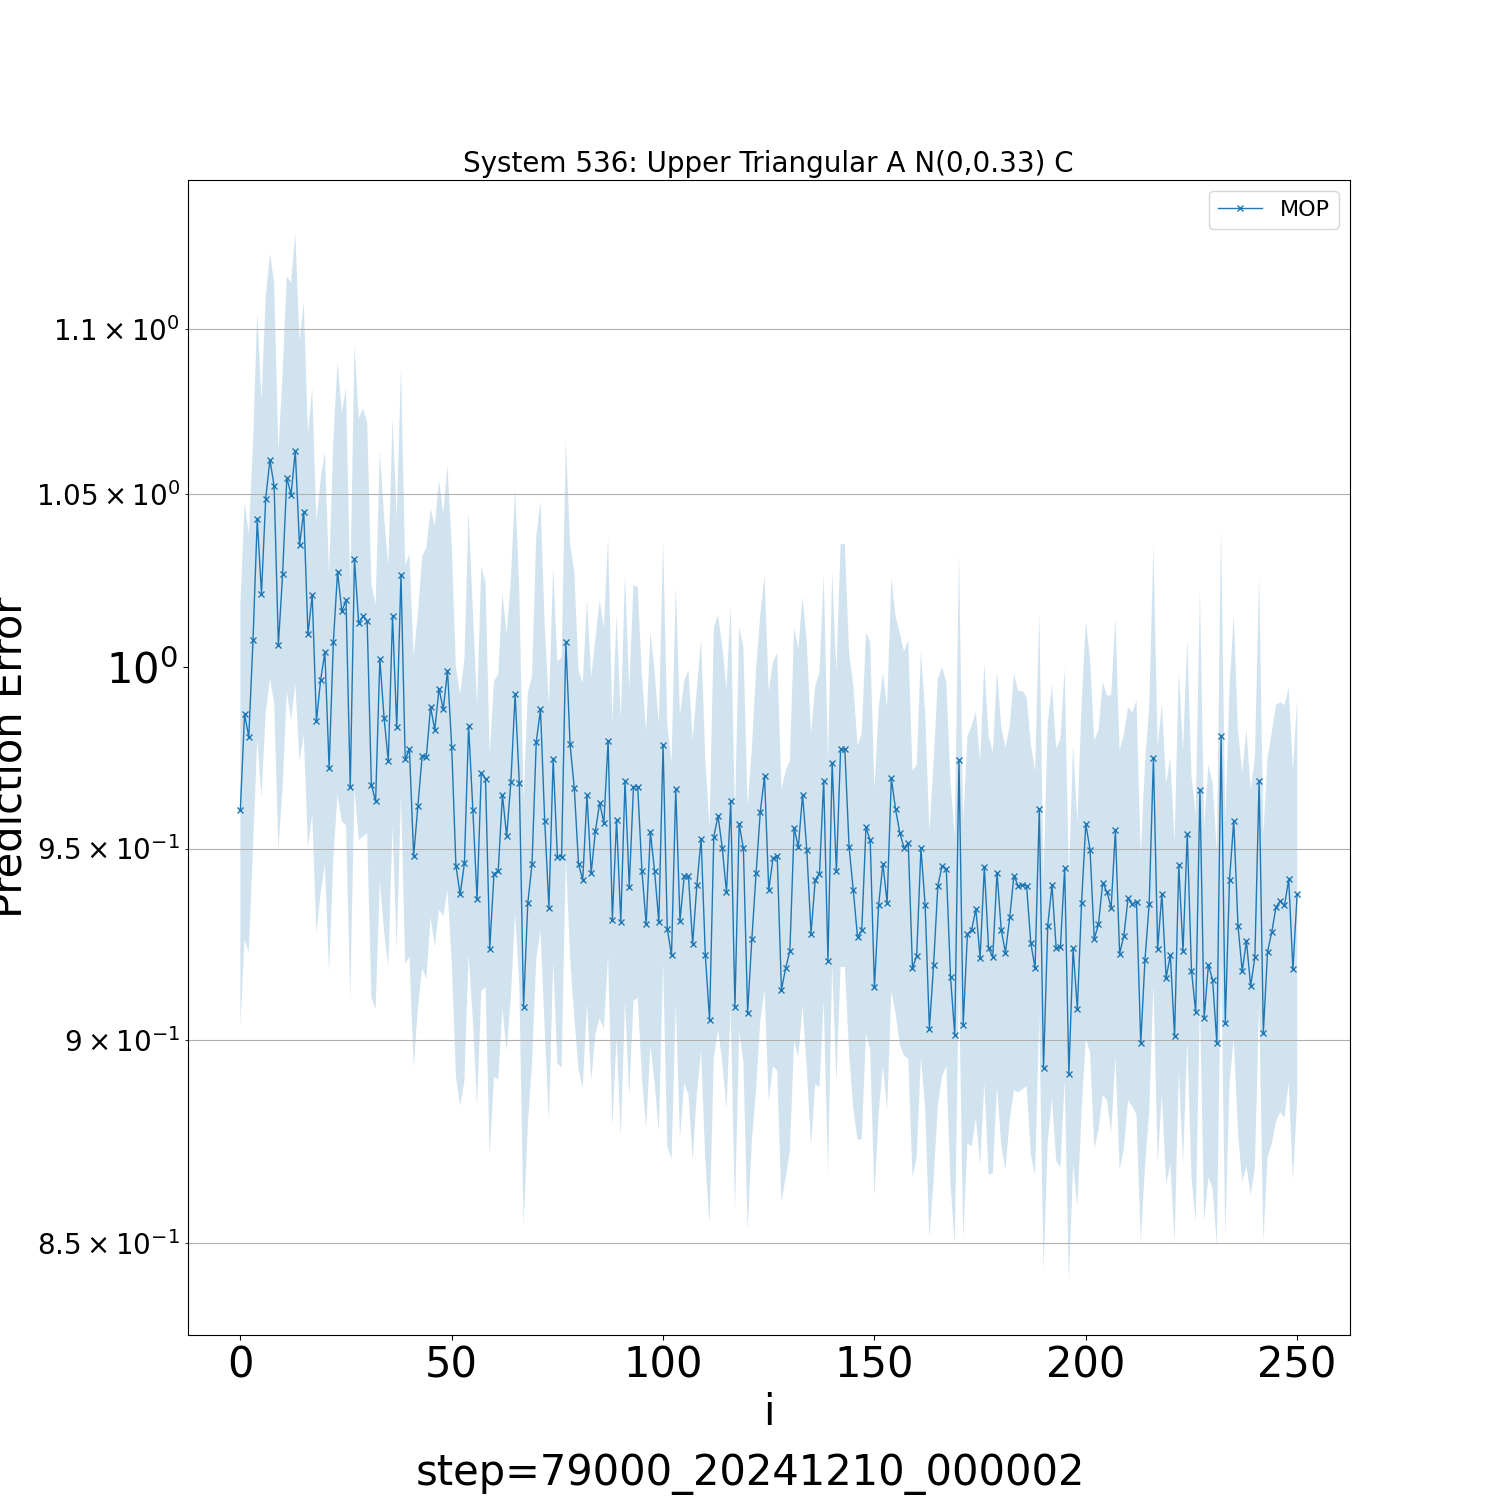 System 536: Upper Triangular A N(0,0.33) C
MOP
Prediction Error
1.1 × 10⁰
1.05 × 10⁰
10⁰
9.5 × 10⁻¹
9 × 10⁻¹
8.5 × 10⁻¹
0 50 100 150 200 250
i
step=79000_20241210_000002